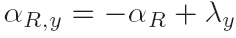 α_{R,y} = −α_R + λ_y